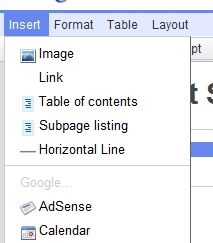 Insert Format Table Layout
Image
Link
Table of contents
Subpage listing
Horizontal Line
Google...
AdSense
Calendar